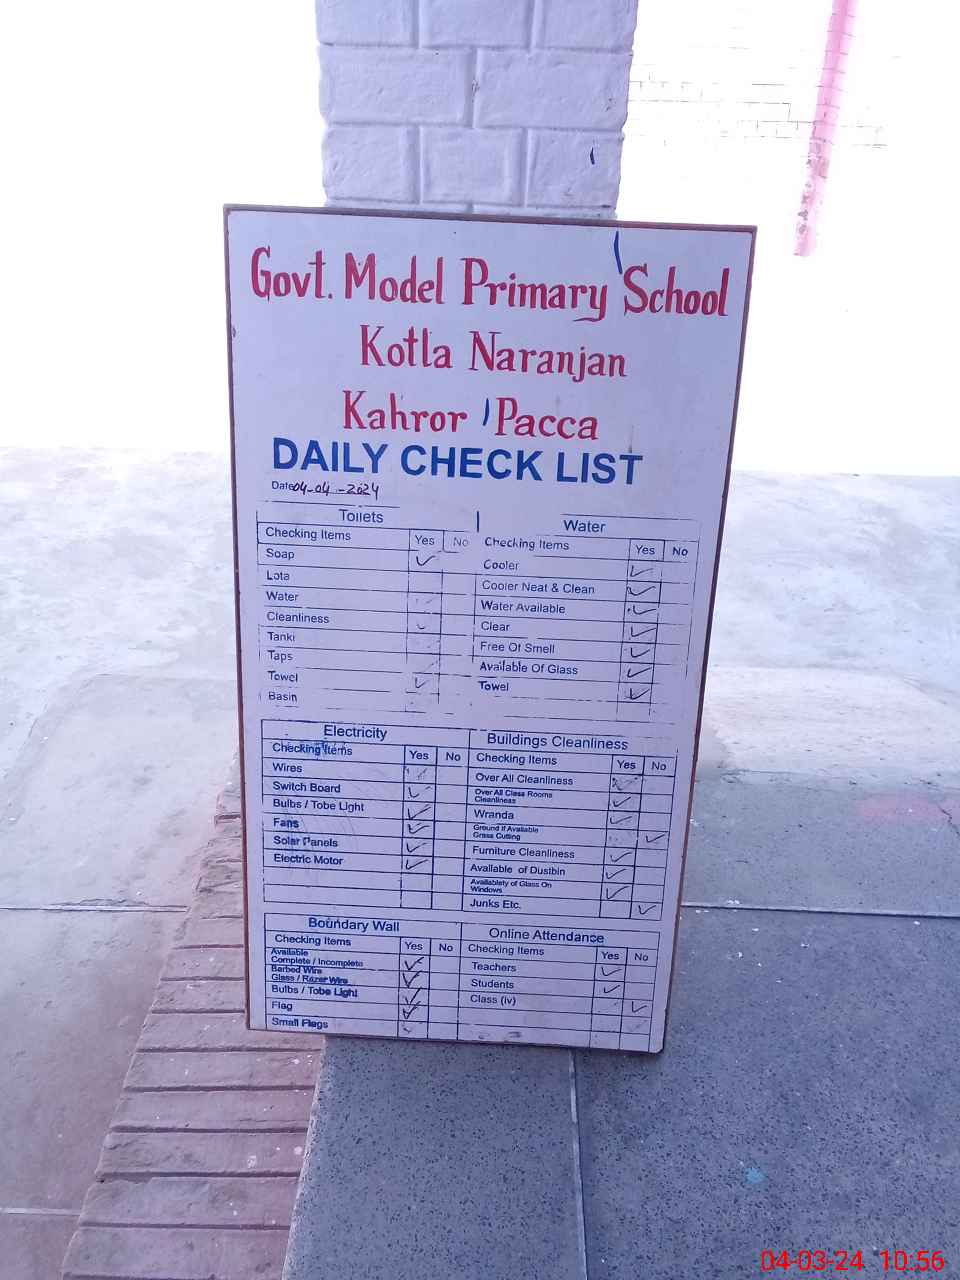 Govt. Model Primary School
Kotla Naranjan
Kahror Pacca
DAILY CHECK LIST
Date 04-04-2024
Toilets
Checking Items Yes No
Soap ✓
Lota
Water
Cleanliness ✓
Tanki
Taps
Towel ✓
Basin
Water
Checking Items Yes No
Cooler ✓
Cooler Neat & Clean ✓
Water Available ✓
Clear ✓
Free Of Smell ✓
Available Of Glass ✓
Towel ✓
Electricity
Checking Items Yes No
Wires ✓
Switch Board ✓
Bulbs / Tobe Light ✓
Fans ✓
Solar Panels ✓
Electric Motor ✓
Buildings Cleanliness
Checking Items Yes No
Over All Cleanliness ✓
Over All Class Rooms
Cleanliness ✓
Wranda ✓
Ground if Available
Grass Cutting ✓
Furniture Cleanliness ✓
Available of Dustbin ✓
Availablety of Glass On
Windows ✓
Junks Etc. ✓
Boundary Wall
Checking Items Yes No
Available
Complete / Incomplete ✓
Barbed Wire
Glass / Razer Wire ✓
Bulbs / Tobe Light ✓
Flag ✓
Small Flags
Online Attendance
Checking Items Yes No
Teachers ✓
Students ✓
Class (iv) ✓
04-03-24 10:56